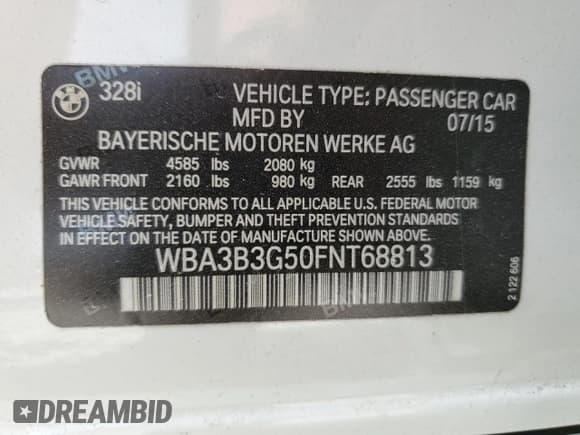 BMW
328i VEHICLE TYPE: PASSENGER CAR
MFD BY 07/15
BAYERISCHE MOTOREN WERKE AG
GVWR 4585 lbs 2080 kg
GAWR FRONT 2160 lbs 980 kg REAR 2555 lbs 1159 kg
THIS VEHICLE CONFORMS TO ALL APPLICABLE U.S. FEDERAL MOTOR
VEHICLE SAFETY, BUMPER AND THEFT PREVENTION STANDARDS
IN EFFECT ON THE DATE OF MANUFACTURE SHOWN ABOVE.
WBA3B3G50FNT68813
2 122 606
DREAMBID